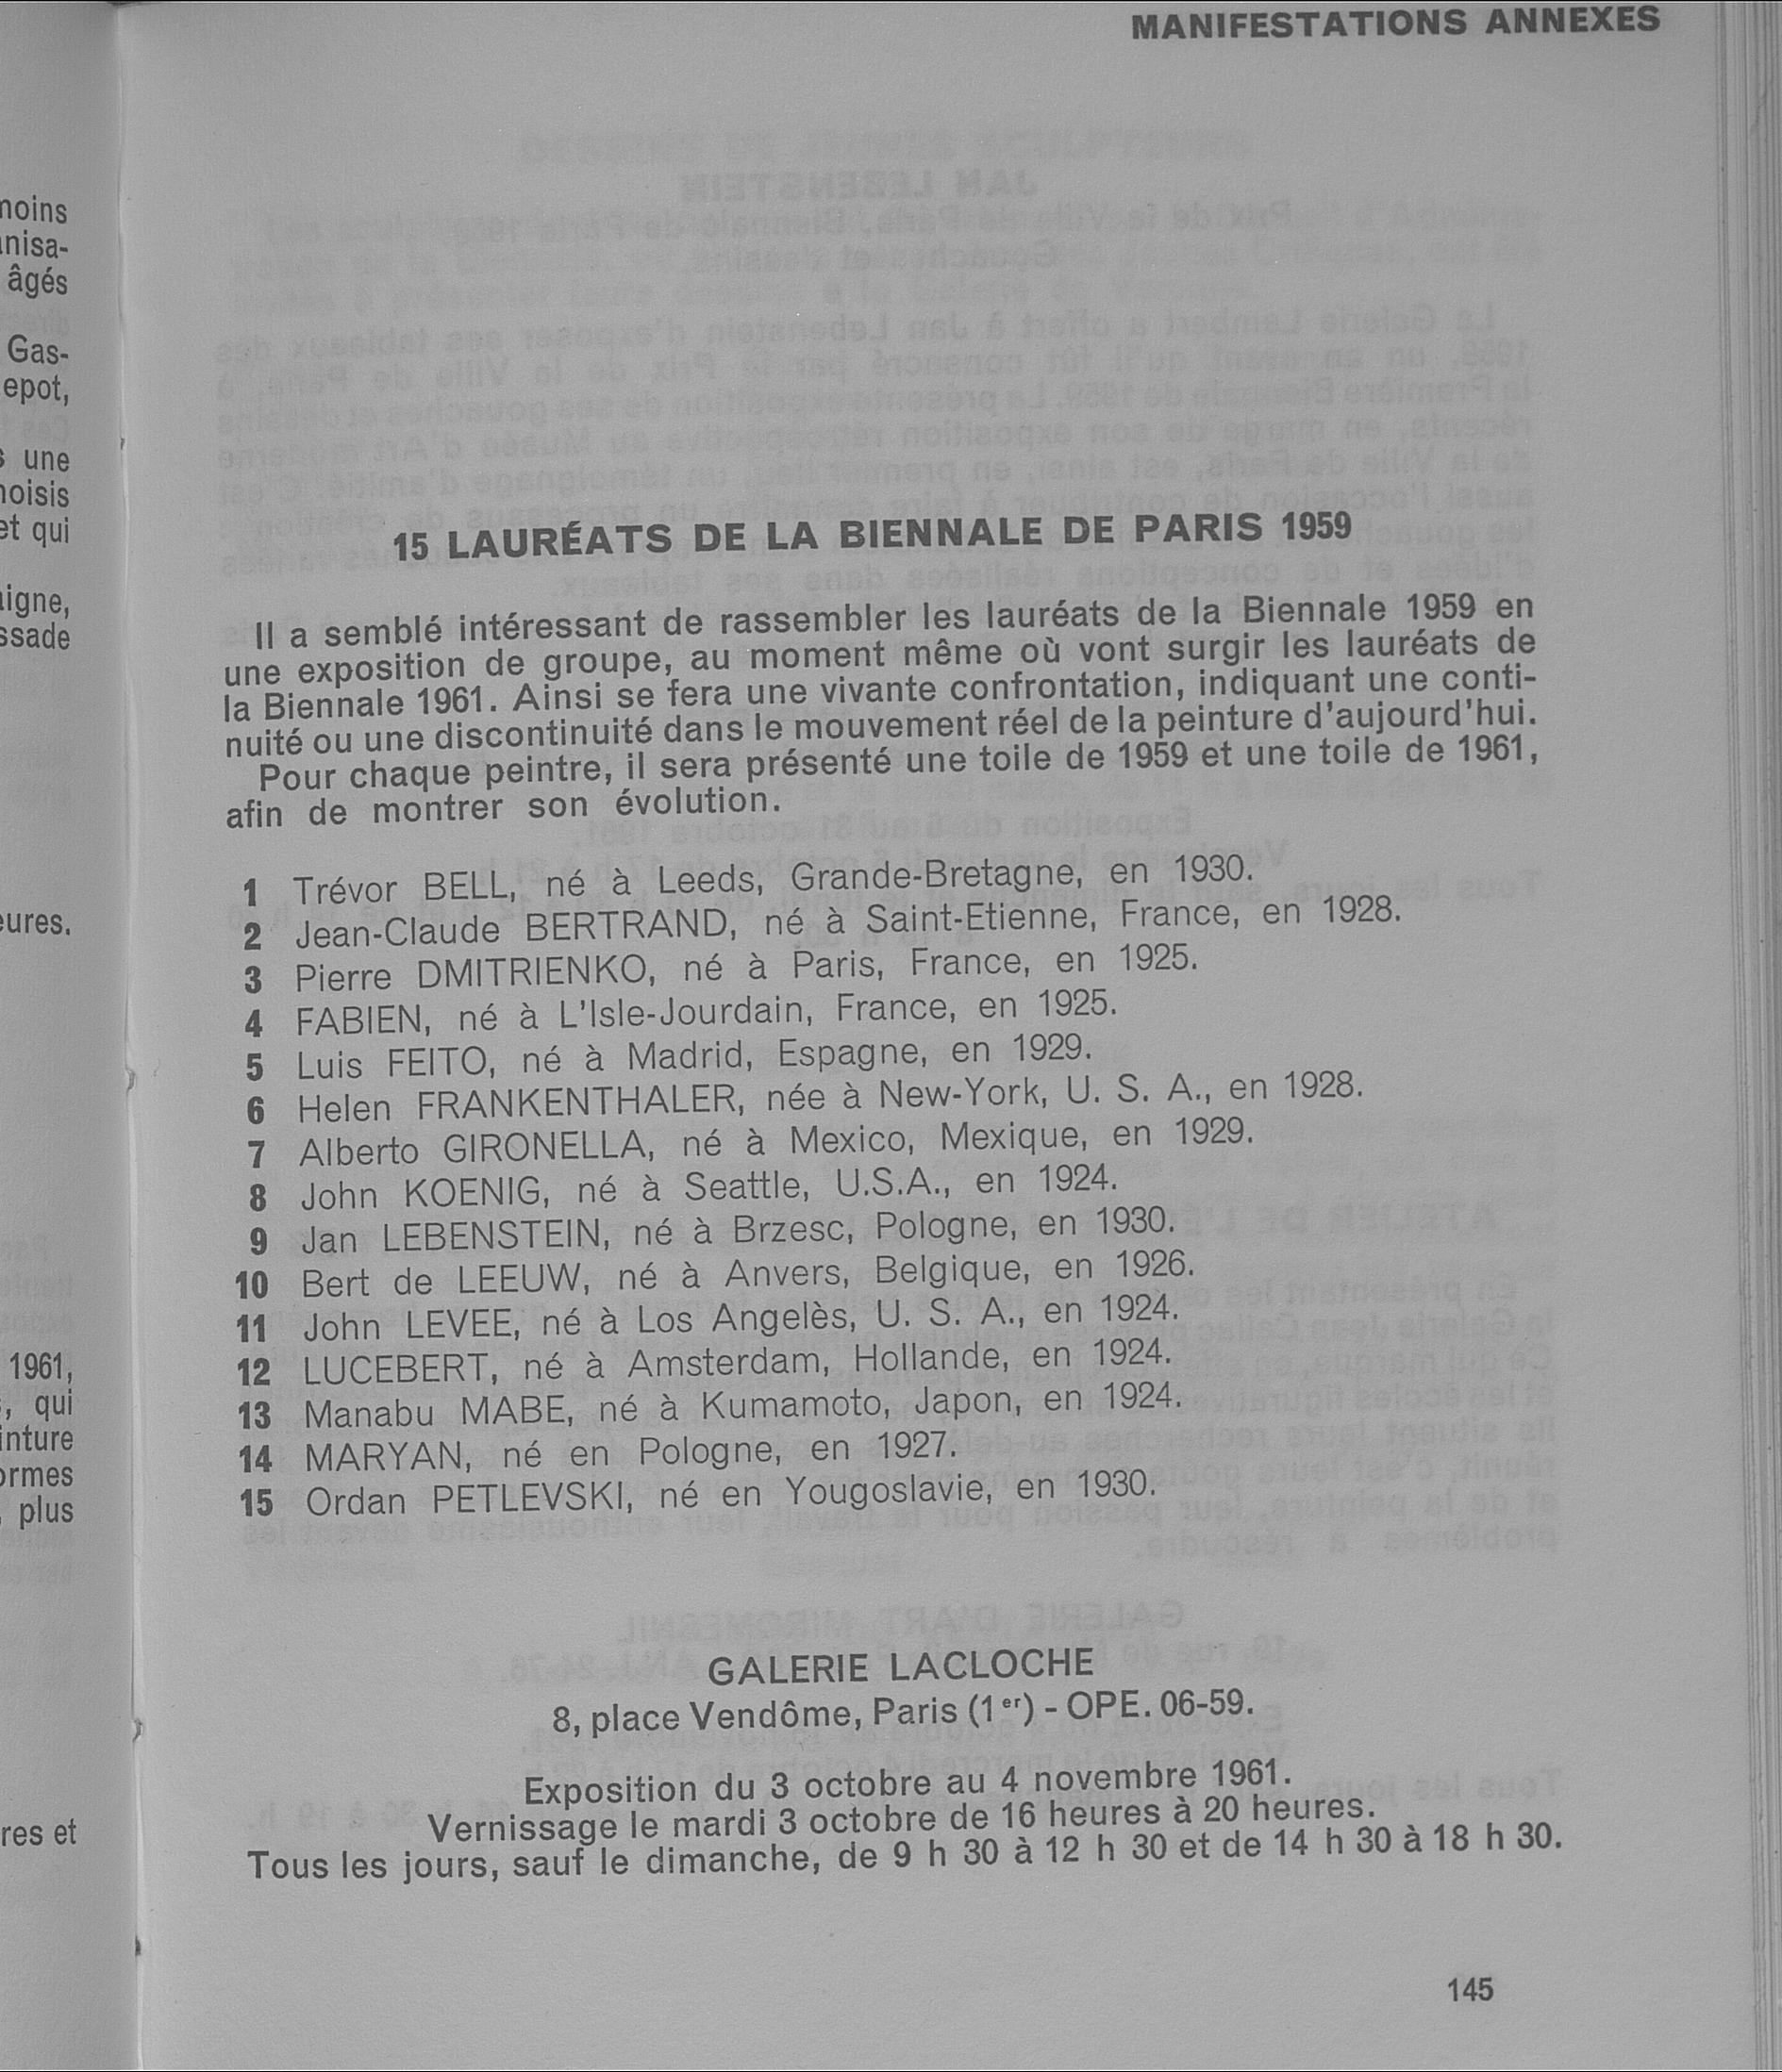 MANIFESTATIONS ANNEXES
15 LAURÉATS DE LA BIENNALE DE PARIS 1959
Il a semblé intéressant de rassembler les lauréats de la Biennale 1959 en
une exposition de groupe, au moment même où vont surgir les lauréats de
la Biennale 1961. Ainsi se fera une vivante confrontation, indiquant une conti-
nuité ou une discontinuité dans le mouvement réel de la peinture d'aujourd'hui.
Pour chaque peintre, il sera présenté une toile de 1959 et une toile de 1961,
afin de montrer son évolution.
1 Trévor BELL, né à Leeds, Grande-Bretagne, en 1930.
2 Jean-Claude BERTRAND, né à Saint-Etienne, France, en 1928.
3 Pierre DMITRIENKO, né à Paris, France, en 1925.
4 FABIEN, né à L'Isle-Jourdain, France, en 1925.
5 Luis FEITO, né à Madrid, Espagne, en 1929.
6 Helen FRANKENTHALER, née à New-York, U. S. A., en 1928.
7 Alberto GIRONELLA, né à Mexico, Mexique, en 1929.
8 John KOENIG, né à Seattle, U.S.A., en 1924.
9 Jan LEBENSTEIN, né à Brzesc, Pologne, en 1930.
10 Bert de LEEUW, né à Anvers, Belgique, en 1926.
11 John LEVEE, né à Los Angelès, U. S. A., en 1924.
12 LUCEBERT, né à Amsterdam, Hollande, en 1924.
13 Manabu MABE, né à Kumamoto, Japon, en 1924.
14 MARYAN, né en Pologne, en 1927.
15 Ordan PETLEVSKI, né en Yougoslavie, en 1930.
GALERIE LACLOCHE
8, place Vendôme, Paris (1er) - OPE. 06-59.
Exposition du 3 octobre au 4 novembre 1961.
Vernissage le mardi 3 octobre de 16 heures à 20 heures.
Tous les jours, sauf le dimanche, de 9 h 30 à 12 h 30 et de 14 h 30 à 18 h 30.
145